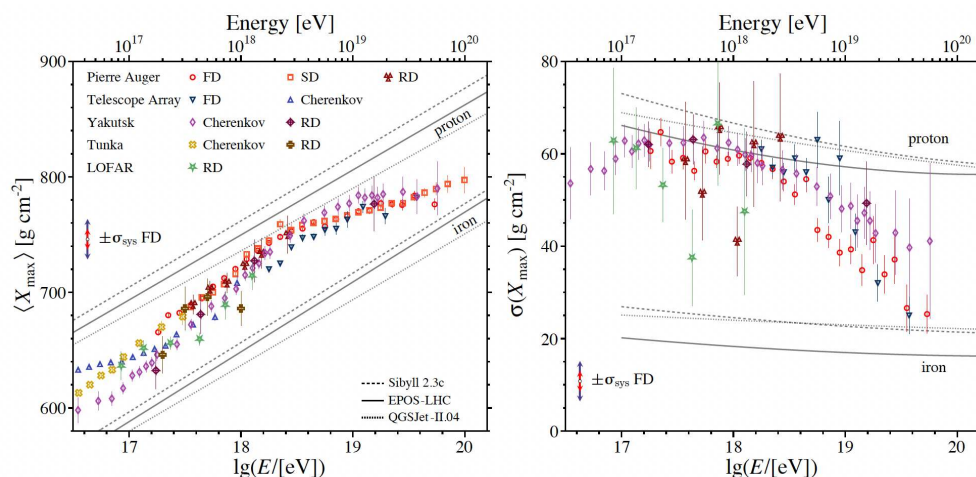 Energy [eV]
10^17 10^18 10^19 10^20
900
800
700
600
⟨X_max⟩ [g cm^-2]
Pierre Auger FD SD RD
Telescope Array FD Cherenkov
Yakutsk Cherenkov RD
Tunka Cherenkov RD
LOFAR RD
proton
iron
±σ_sys FD
Sibyll 2.3c
EPOS-LHC
QGSJet-II.04
17 18 19 20
lg(E/[eV])
Energy [eV]
10^17 10^18 10^19 10^20
80
60
40
20
0
σ(X_max) [g cm^-2]
proton
iron
±σ_sys FD
17 18 19 20
lg(E/[eV])